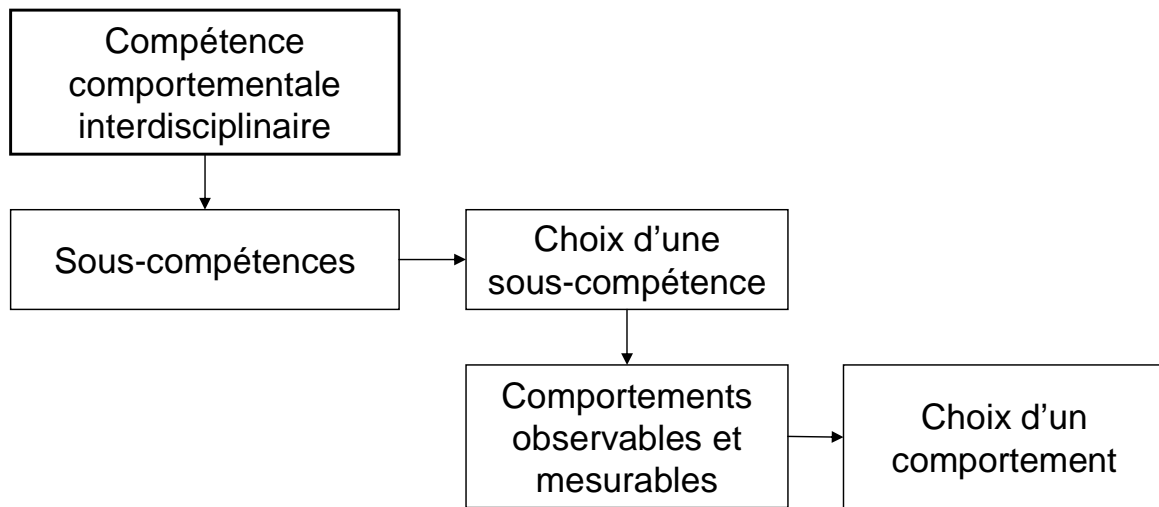 Compétence
comportementale
interdisciplinaire
Sous-compétences
Choix d’une
sous-compétence
Comportements
observables et
mesurables
Choix d’un
comportement